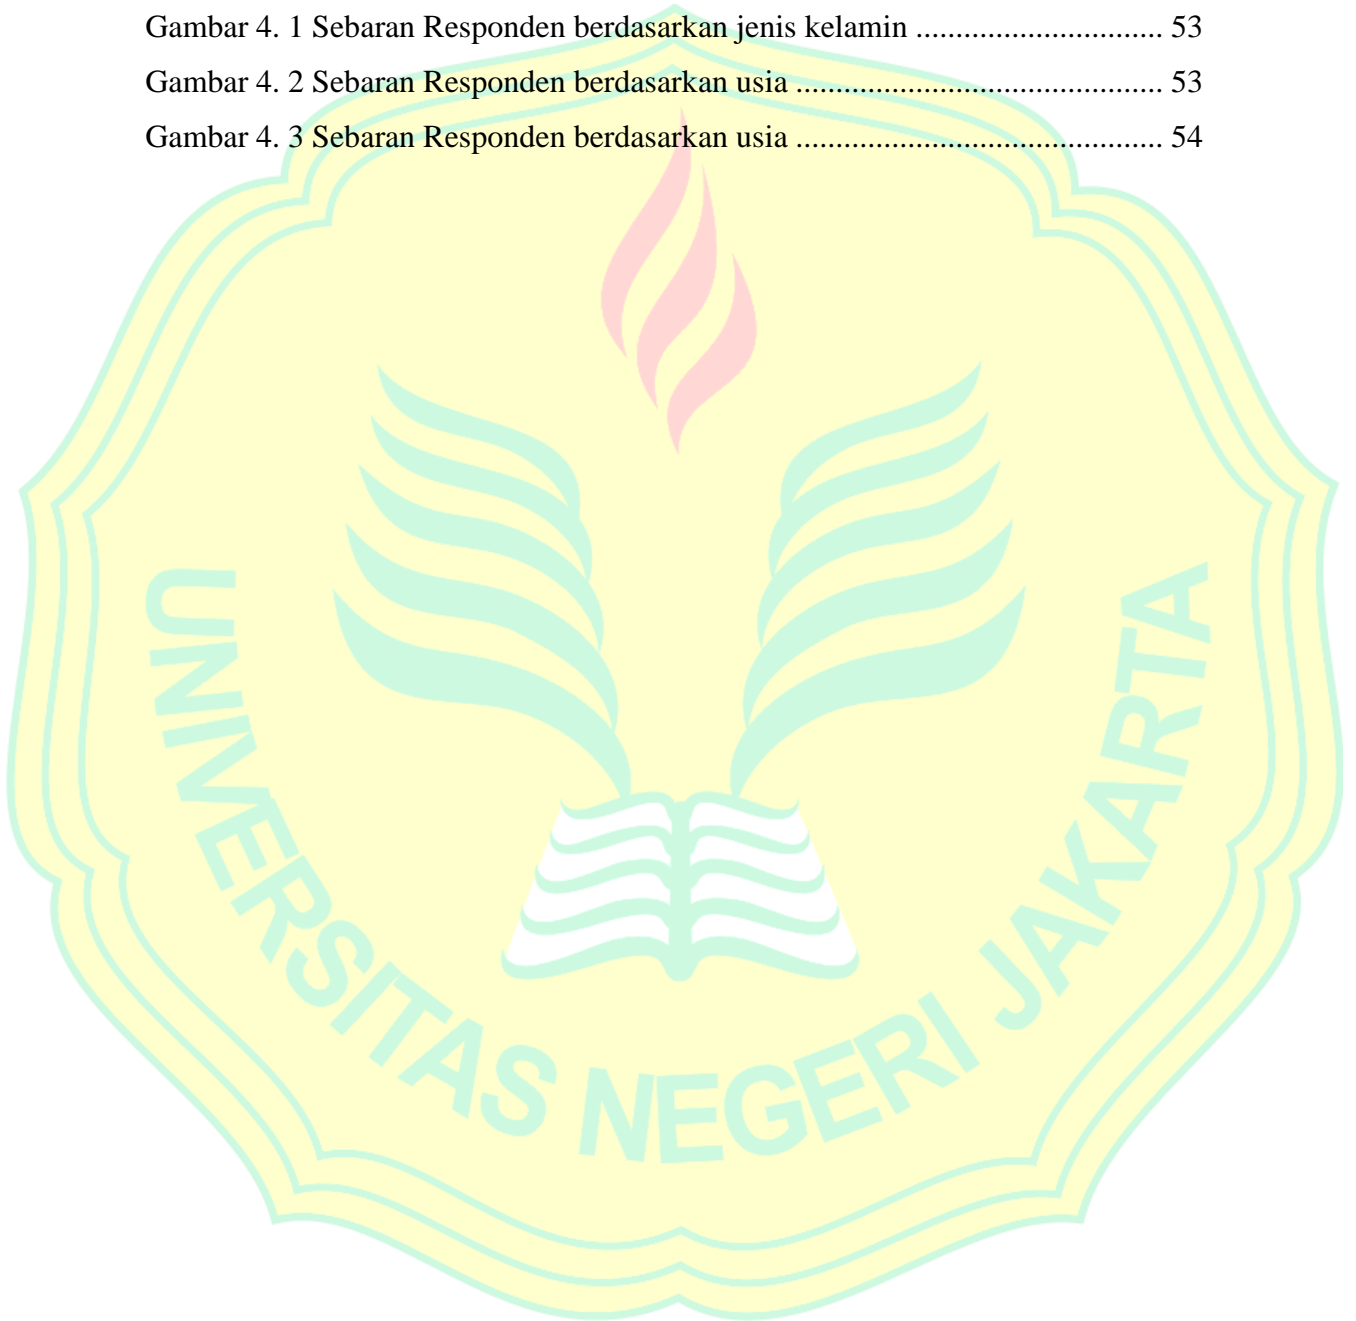 Gambar 4. 1 Sebaran Responden berdasarkan jenis kelamin ............................... 53
Gambar 4. 2 Sebaran Responden berdasarkan usia .............................................. 53
Gambar 4. 3 Sebaran Responden berdasarkan usia .............................................. 54
UNIVERSITAS NEGERI JAKARTA